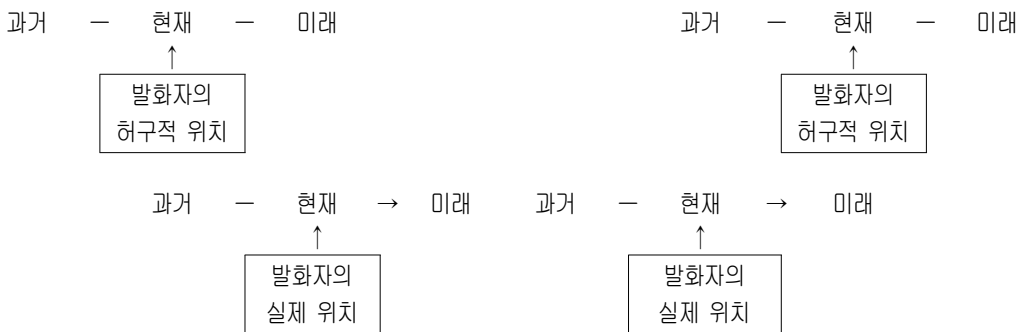 과거 — 현재 — 미래 과거 — 현재 — 미래
↑ ↑
발화자의 발화자의
허구적 위치 허구적 위치
과거 — 현재 → 미래 과거 — 현재 → 미래
↑ ↑
발화자의 발화자의
실제 위치 실제 위치